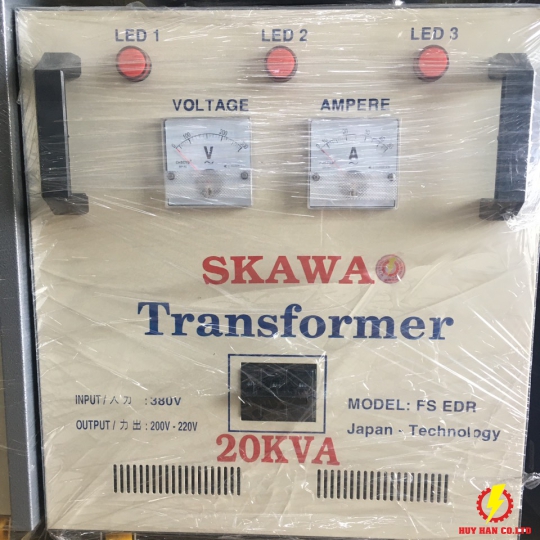 LED 1 LED 2 LED 3
VOLTAGE AMPERE
V A
SKAWA
Transformer
INPUT / 入力 : 380V
OUTPUT / 力出 : 200V - 220V
MODEL: FS EDR
Japan - Technology
20KVA
HUY HAN CO.LTD